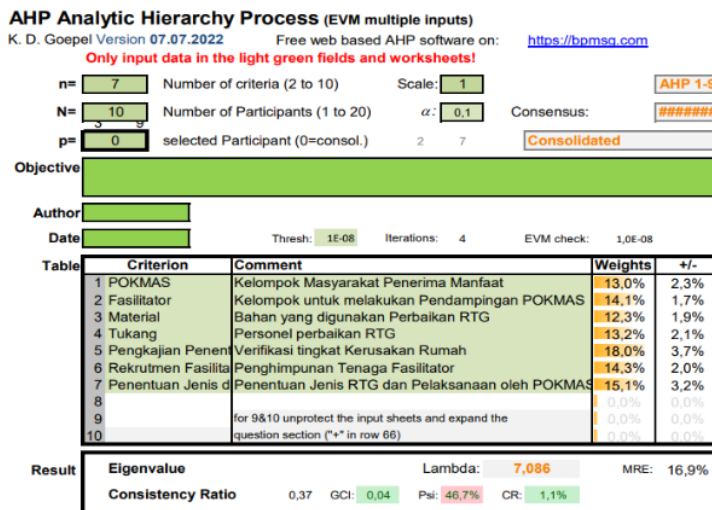 AHP Analytic Hierarchy Process (EVM multiple inputs)
K. D. Goepel Version 07.07.2022 Free web based AHP software on: https://bpmsg.com
Only input data in the light green fields and worksheets!
n= 7 Number of criteria (2 to 10) Scale: 1 AHP 1-9
N= 10 Number of Participants (1 to 20) α: 0,1 Consensus: #######
3 9
p= 0 selected Participant (0=consol.) 2 7 Consolidated
Objective
Author
Date Thresh: 1E-08 Iterations: 4 EVM check: 1,0E-08
Table Criterion Comment Weights +/-
1 POKMAS Kelompok Masyarakat Penerima Manfaat 13,0% 2,3%
2 Fasilitator Kelompok untuk melakukan Pendampingan POKMAS 14,1% 1,7%
3 Material Bahan yang digunakan Perbaikan RTG 12,3% 1,9%
4 Tukang Personel perbaikan RTG 13,2% 2,1%
5 Pengkajian Penent Verifikasi tingkat Kerusakan Rumah 18,0% 3,7%
6 Rekrutmen Fasilita Penghimpunan Tenaga Fasilitator 14,3% 2,0%
7 Penentuan Jenis d Penentuan Jenis RTG dan Pelaksanaan oleh POKMAS 15,1% 3,2%
8 0,0% 0,0%
9 for 9&10 unprotect the input sheets and expand the 0,0% 0,0%
10 question section ("+" in row 66) 0,0% 0,0%
Result Eigenvalue Lambda: 7,086 MRE: 16,9%
Consistency Ratio 0,37 GCI: 0,04 Psi: 46,7% CR: 1,1%